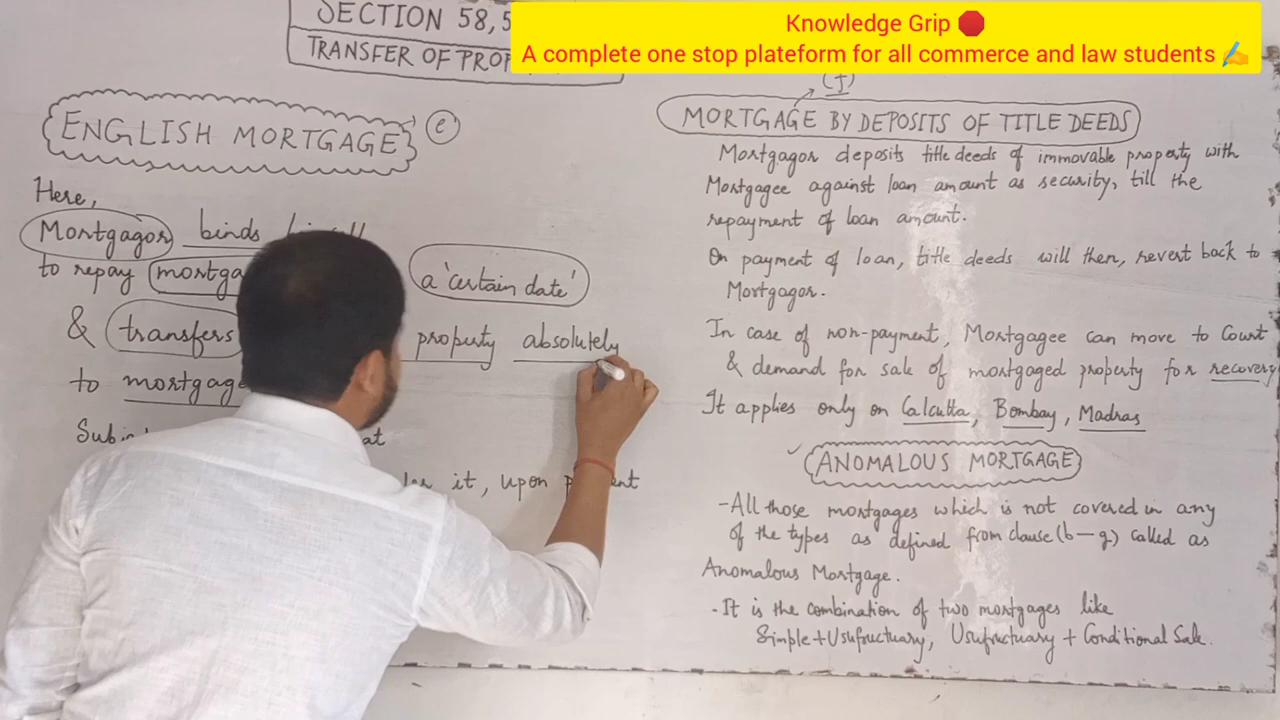 SECTION 58, 5
TRANSFER OF PROP
Knowledge Grip
A complete one stop plateform for all commerce and law students
ENGLISH MORTGAGE
(e)
Here,
Mortgagor binds
to repay mortga a 'certain date'
& transfers property absolutely
to mortgage
Subj at
it, upon p ent
(f)
MORTGAGE BY DEPOSITS OF TITLE DEEDS
Mortgagor deposits title deeds of immovable property with
Mortgagee against loan amount as security, till the
repayment of loan amount.
On payment of loan, title deeds will then, revert back to
Mortgagor.
In case of non-payment, Mortgagee can move to Court
& demand for sale of mortgaged property for recovery
It applies only on Calcutta, Bombay, Madras
ANOMALOUS MORTGAGE
- All those mortgages which is not covered in any
of the types as defined from clause (b-g) called as
Anomalous Mortgage.
- It is the combination of two mortgages like
Simple + Usufructuary, Usufructuary + Conditional Sale.